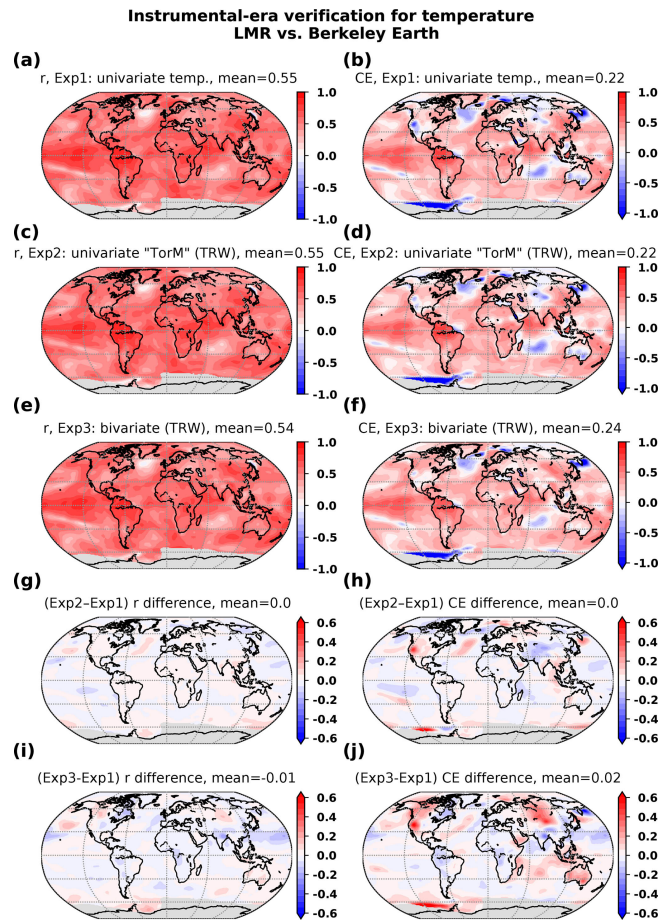 Instrumental-era verification for temperature
LMR vs. Berkeley Earth
(a)
r, Exp1: univariate temp., mean=0.55
1.0
0.5
0.0
-0.5
-1.0
(b)
CE, Exp1: univariate temp., mean=0.22
1.0
0.5
0.0
-0.5
-1.0
(c)
r, Exp2: univariate "TorM" (TRW), mean=0.55
1.0
0.5
0.0
-0.5
-1.0
(d)
CE, Exp2: univariate "TorM" (TRW), mean=0.22
1.0
0.5
0.0
-0.5
-1.0
(e)
r, Exp3: bivariate (TRW), mean=0.54
1.0
0.5
0.0
-0.5
-1.0
(f)
CE, Exp3: bivariate (TRW), mean=0.24
1.0
0.5
0.0
-0.5
-1.0
(g)
(Exp2–Exp1) r difference, mean=0.0
0.6
0.4
0.2
0.0
-0.2
-0.4
-0.6
(h)
(Exp2–Exp1) CE difference, mean=0.0
0.6
0.4
0.2
0.0
-0.2
-0.4
-0.6
(i)
(Exp3-Exp1) r difference, mean=-0.01
0.6
0.4
0.2
0.0
-0.2
-0.4
-0.6
(j)
(Exp3-Exp1) CE difference, mean=0.02
0.6
0.4
0.2
0.0
-0.2
-0.4
-0.6